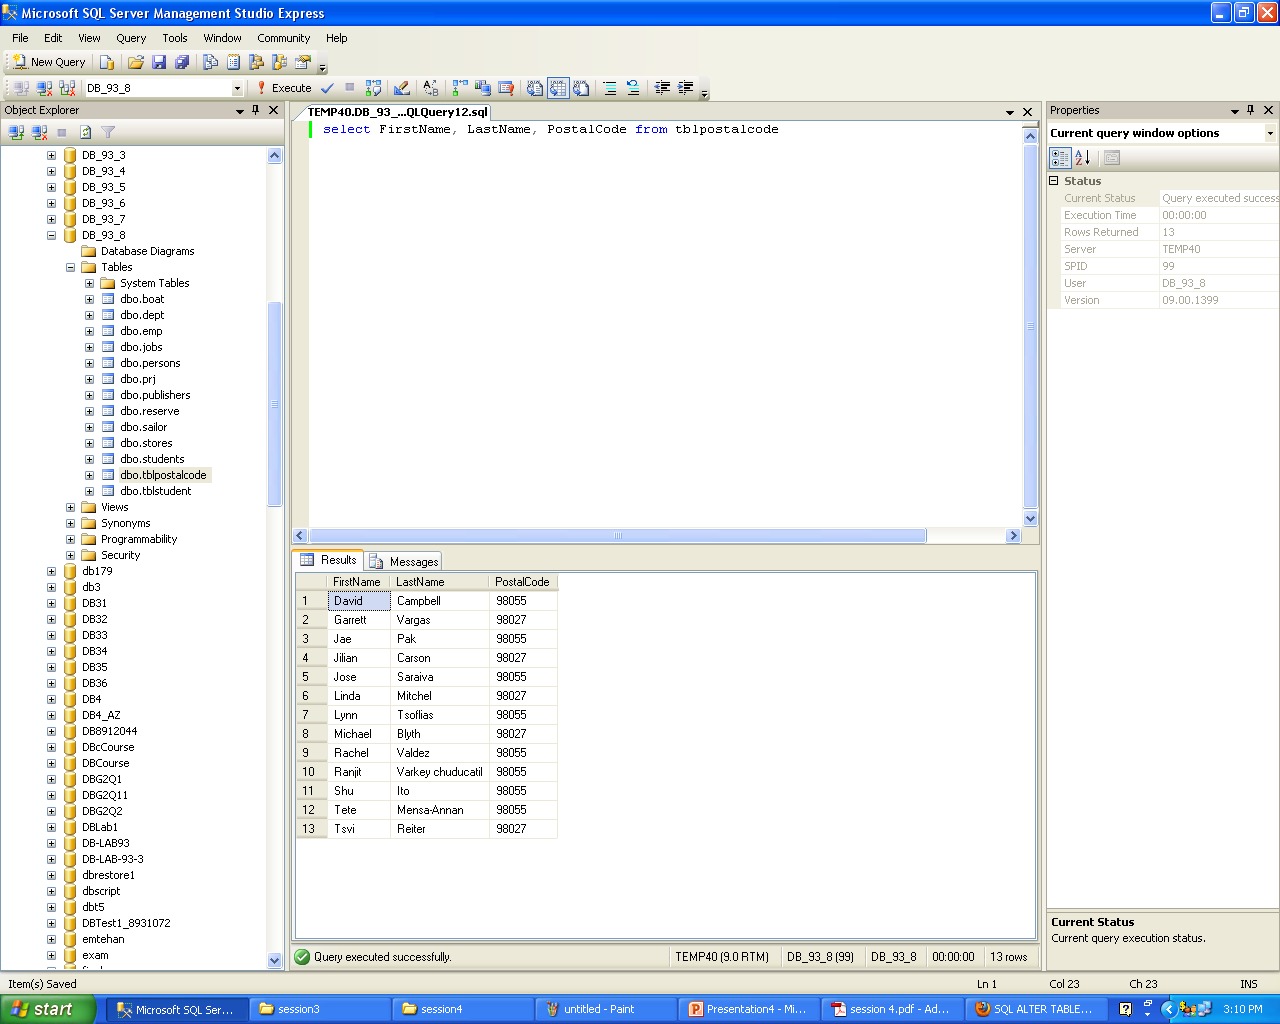 Microsoft SQL Server Management Studio Express
File Edit View Query Tools Window Community Help
New Query
DB_93_8 Execute
Object Explorer
DB_93_3
DB_93_4
DB_93_5
DB_93_6
DB_93_7
DB_93_8
Database Diagrams
Tables
System Tables
dbo.boat
dbo.dept
dbo.emp
dbo.jobs
dbo.persons
dbo.prj
dbo.publishers
dbo.reserve
dbo.sailor
dbo.stores
dbo.students
dbo.tblpostalcode
dbo.tblstudent
Views
Synonyms
Programmability
Security
db179
db3
DB31
DB32
DB33
DB34
DB35
DB36
DB4
DB4_AZ
DB8912044
DBcCourse
DBCourse
DBG2Q1
DBG2Q11
DBG2Q2
DBLab1
DB-LAB93
DB-LAB-93-3
dbrestore1
dbscript
dbt5
DBTest1_8931072
emtehan
exam
TEMP40.DB_93_...QLQuery12.sql
select FirstName, LastName, PostalCode from tblpostalcode
Results Messages
FirstName LastName PostalCode
1 David Campbell 98055
2 Garrett Vargas 98027
3 Jae Pak 98055
4 Jilian Carson 98027
5 Jose Saraiva 98055
6 Linda Mitchel 98027
7 Lynn Tsoflias 98055
8 Michael Blyth 98027
9 Rachel Valdez 98055
10 Ranjit Varkey chuducatil 98055
11 Shu Ito 98055
12 Tete Mensa-Annan 98055
13 Tsvi Reiter 98027
Query executed successfully. TEMP40 (9.0 RTM) DB_93_8 (99) DB_93_8 00:00:00 13 rows
Properties
Current query window options
Status
Current Status Query executed success
Execution Time 00:00:00
Rows Returned 13
Server TEMP40
SPID 99
User DB_93_8
Version 09.00.1399
Current Status
Current query execution status.
Item(s) Saved Ln 1 Col 23 Ch 23 INS
start Microsoft SQL Ser... session3 session4 untitled - Paint Presentation4 - Mi... session 4.pdf - Ad... SQL ALTER TABLE... 3:10 PM